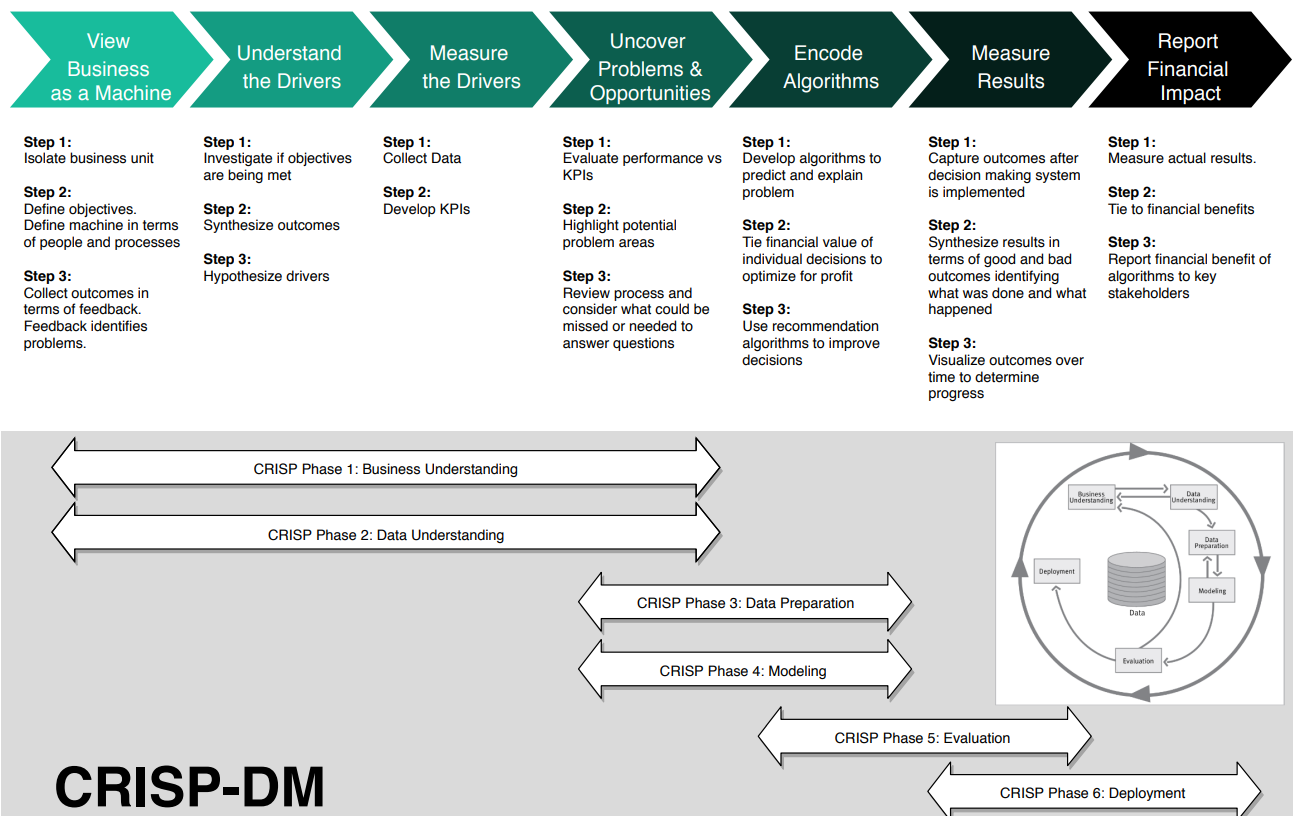 View
Business
as a Machine
Understand
the Drivers
Measure
the Drivers
Uncover
Problems &
Opportunities
Encode
Algorithms
Measure
Results
Report
Financial
Impact
Step 1:
Isolate business unit
Step 2:
Define objectives.
Define machine in terms
of people and processes
Step 3:
Collect outcomes in
terms of feedback.
Feedback identifies
problems.
Step 1:
Investigate if objectives
are being met
Step 2:
Synthesize outcomes
Step 3:
Hypothesize drivers
Step 1:
Collect Data
Step 2:
Develop KPIs
Step 1:
Evaluate performance vs
KPIs
Step 2:
Highlight potential
problem areas
Step 3:
Review process and
consider what could be
missed or needed to
answer questions
Step 1:
Develop algorithms to
predict and explain
problem
Step 2:
Tie financial value of
individual decisions to
optimize for profit
Step 3:
Use recommendation
algorithms to improve
decisions
Step 1:
Capture outcomes after
decision making system
is implemented
Step 2:
Synthesize results in
terms of good and bad
outcomes identifying
what was done and what
happened
Step 3:
Visualize outcomes over
time to determine
progress
Step 1:
Measure actual results.
Step 2:
Tie to financial benefits
Step 3:
Report financial benefit of
algorithms to key
stakeholders
CRISP Phase 1: Business Understanding
CRISP Phase 2: Data Understanding
CRISP Phase 3: Data Preparation
CRISP Phase 4: Modeling
CRISP Phase 5: Evaluation
CRISP Phase 6: Deployment
Business
Understanding
Data
Understanding
Data
Preparation
Modeling
Deployment
Data
Evaluation
CRISP-DM